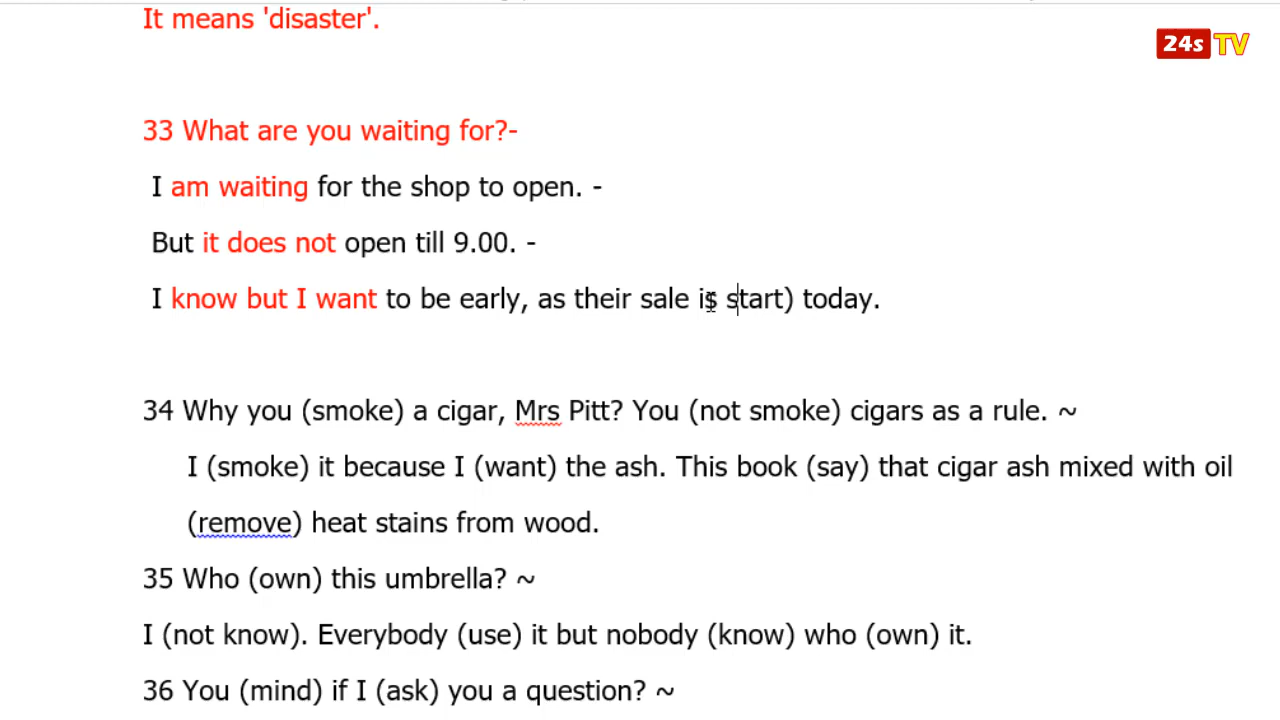 It means 'disaster'.
24s TV
33 What are you waiting for?-
I am waiting for the shop to open. -
But it does not open till 9.00. -
I know but I want to be early, as their sale is start) today.
34 Why you (smoke) a cigar, Mrs Pitt? You (not smoke) cigars as a rule. ~
I (smoke) it because I (want) the ash. This book (say) that cigar ash mixed with oil
(remove) heat stains from wood.
35 Who (own) this umbrella? ~
I (not know). Everybody (use) it but nobody (know) who (own) it.
36 You (mind) if I (ask) you a question? ~